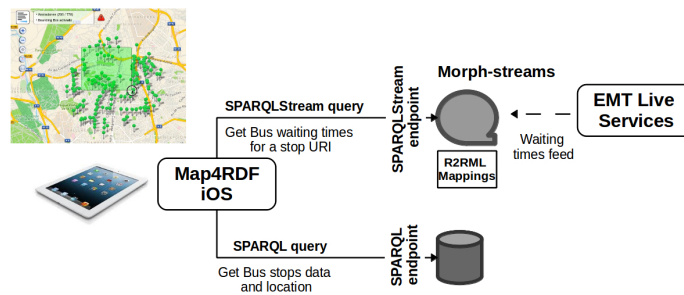 Morph-streams
SPARQLStream query
SPARQLStream
endpoint
EMT Live
Services
Get Bus waiting times
for a stop URI
Waiting
times feed
R2RML
Mappings
Map4RDF
iOS
SPARQL query
SPARQL
endpoint
Get Bus stops data
and location